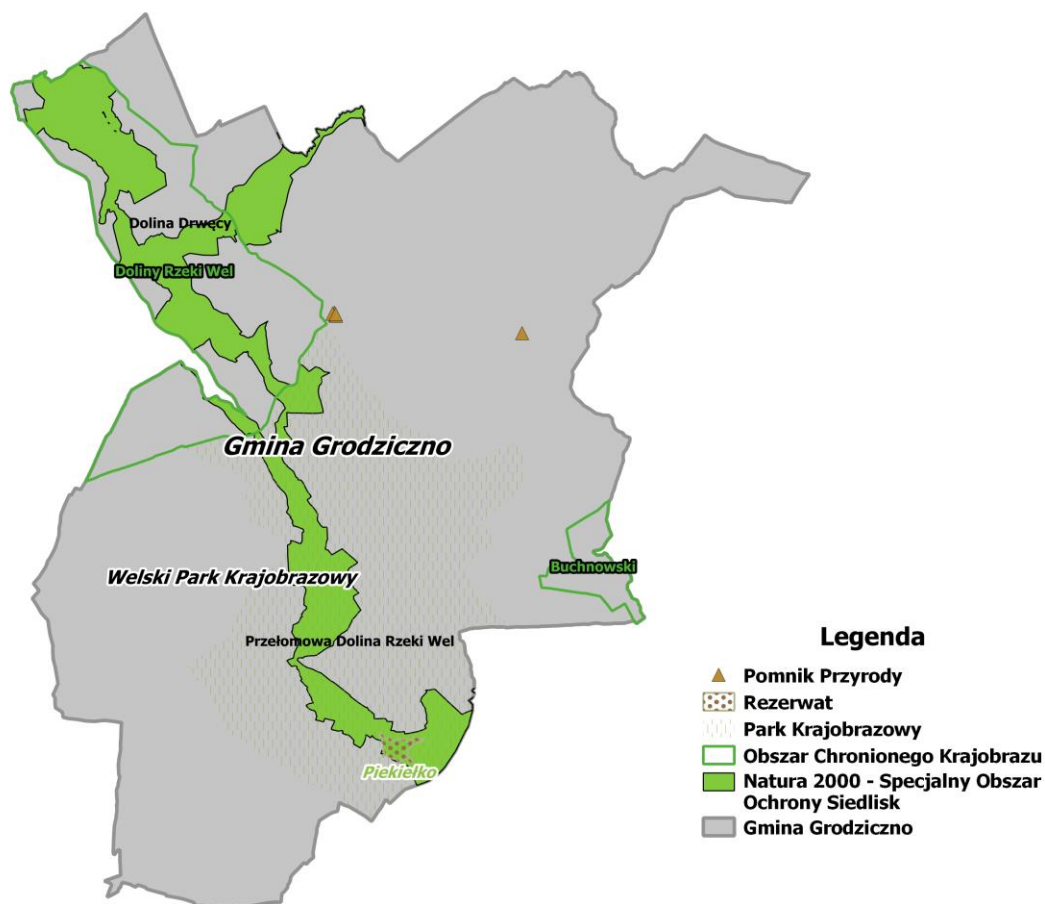 Dolina Drwęcy
Doliny Rzeki Wel
Gmina Grodziczno
Buchnowski
Welski Park Krajobrazowy
Przełomowa Dolina Rzeki Wel
Piekiełko
Legenda
Pomnik Przyrody
Rezerwat
Park Krajobrazowy
Obszar Chronionego Krajobrazu
Natura 2000 - Specjalny Obszar
Ochrony Siedlisk
Gmina Grodziczno